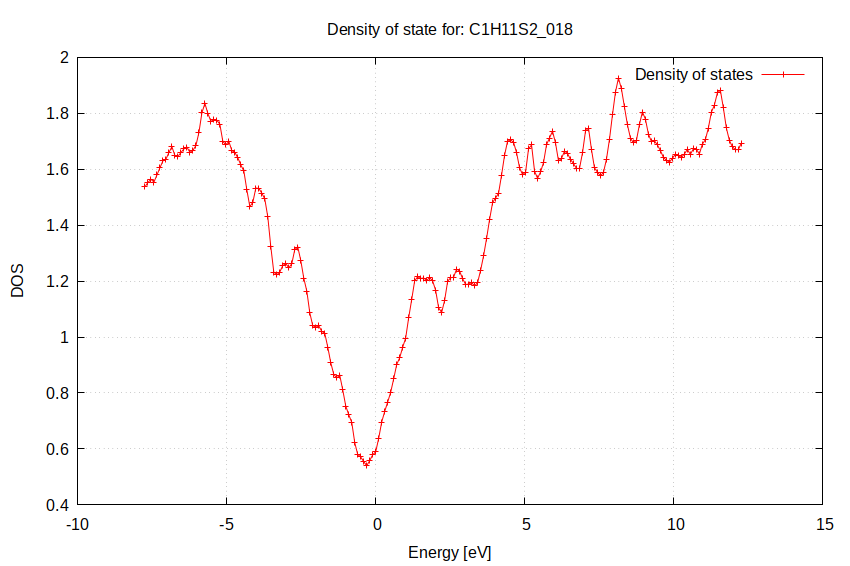 Density of state for: C1H11S2_018
Density of states
2
1.8
1.6
1.4
1.2
1
0.8
0.6
0.4
DOS
-10 -5 0 5 10 15
Energy [eV]